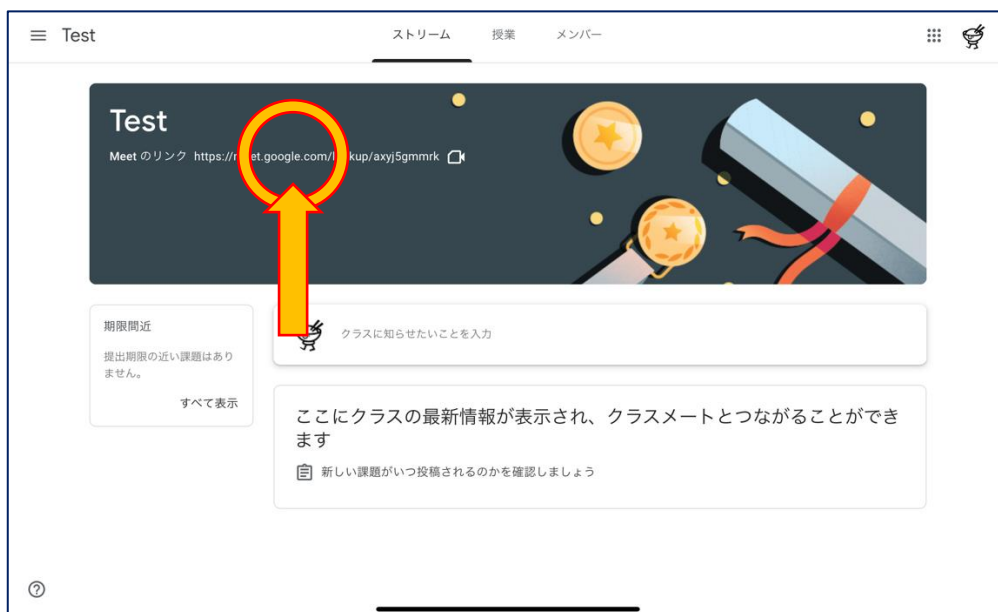 Test
ストリーム 授業 メンバー
Test
Meet のリンク https://meet.google.com/lookup/axyj5gmmrk
期限間近
提出期限の近い課題はあり
ません。
すべて表示
クラスに知らせたいことを入力
ここにクラスの最新情報が表示され、クラスメートとつながることができ
ます
新しい課題がいつ投稿されるのかを確認しましょう